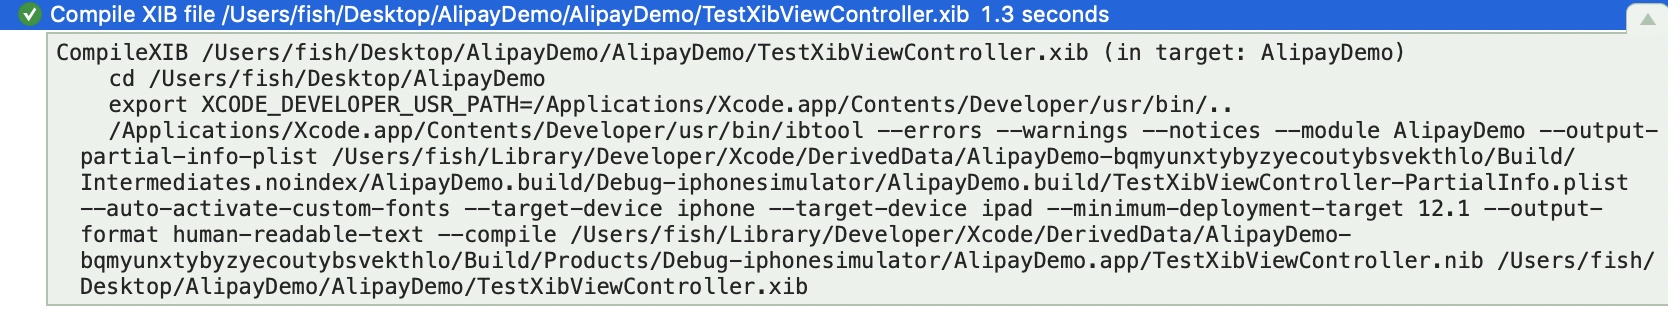 Compile XIB file /Users/fish/Desktop/AlipayDemo/AlipayDemo/TestXibViewController.xib 1.3 seconds
CompileXIB /Users/fish/Desktop/AlipayDemo/AlipayDemo/TestXibViewController.xib (in target: AlipayDemo)
cd /Users/fish/Desktop/AlipayDemo
export XCODE_DEVELOPER_USR_PATH=/Applications/Xcode.app/Contents/Developer/usr/bin/..
/Applications/Xcode.app/Contents/Developer/usr/bin/ibtool --errors --warnings --notices --module AlipayDemo --output-
partial-info-plist /Users/fish/Library/Developer/Xcode/DerivedData/AlipayDemo-bqmyunxtybyzyecoutybsvekthlo/Build/
Intermediates.noindex/AlipayDemo.build/Debug-iphonesimulator/AlipayDemo.build/TestXibViewController-PartialInfo.plist
--auto-activate-custom-fonts --target-device iphone --target-device ipad --minimum-deployment-target 12.1 --output-
format human-readable-text --compile /Users/fish/Library/Developer/Xcode/DerivedData/AlipayDemo-
bqmyunxtybyzyecoutybsvekthlo/Build/Products/Debug-iphonesimulator/AlipayDemo.app/TestXibViewController.nib /Users/fish/
Desktop/AlipayDemo/AlipayDemo/TestXibViewController.xib